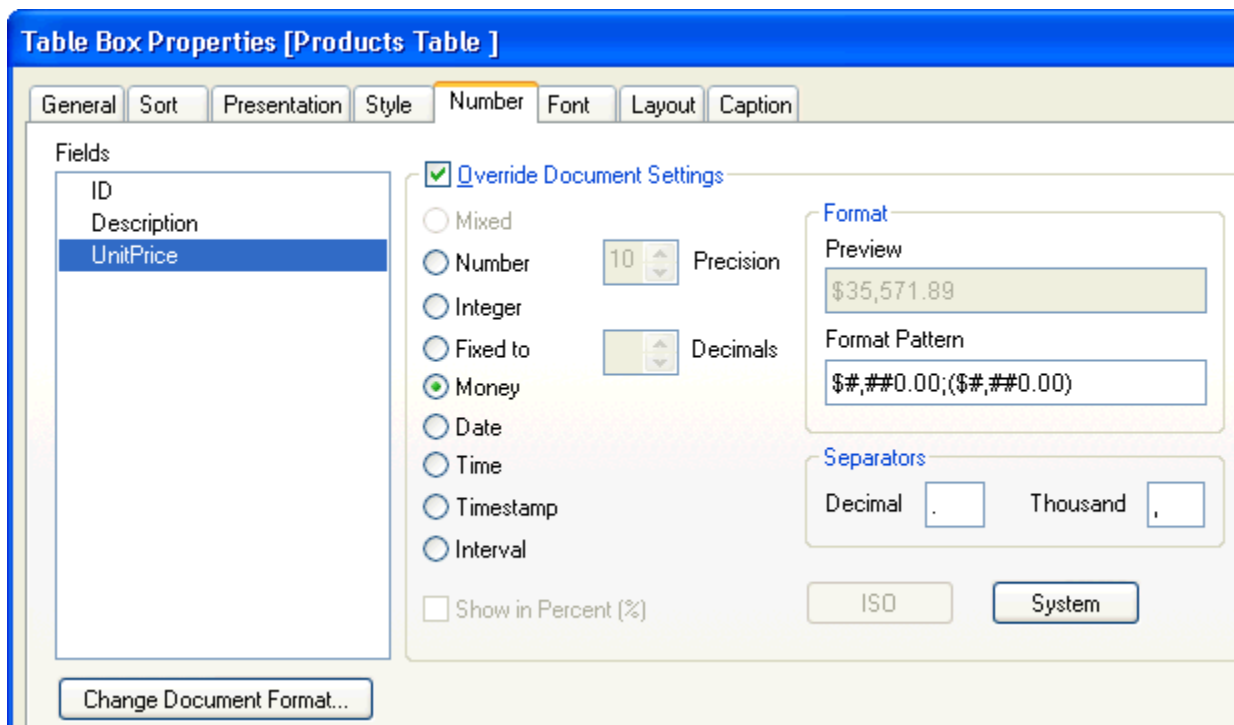 Table Box Properties [Products Table ]
General Sort Presentation Style Number Font Layout Caption
Fields
ID
Description
UnitPrice
Override Document Settings
Mixed
Number 10 Precision
Integer
Fixed to Decimals
Money
Date
Time
Timestamp
Interval
Show in Percent (%)
Format
Preview
$35,571.89
Format Pattern
$#,##0.00;($#,##0.00)
Separators
Decimal . Thousand ,
ISO System
Change Document Format...